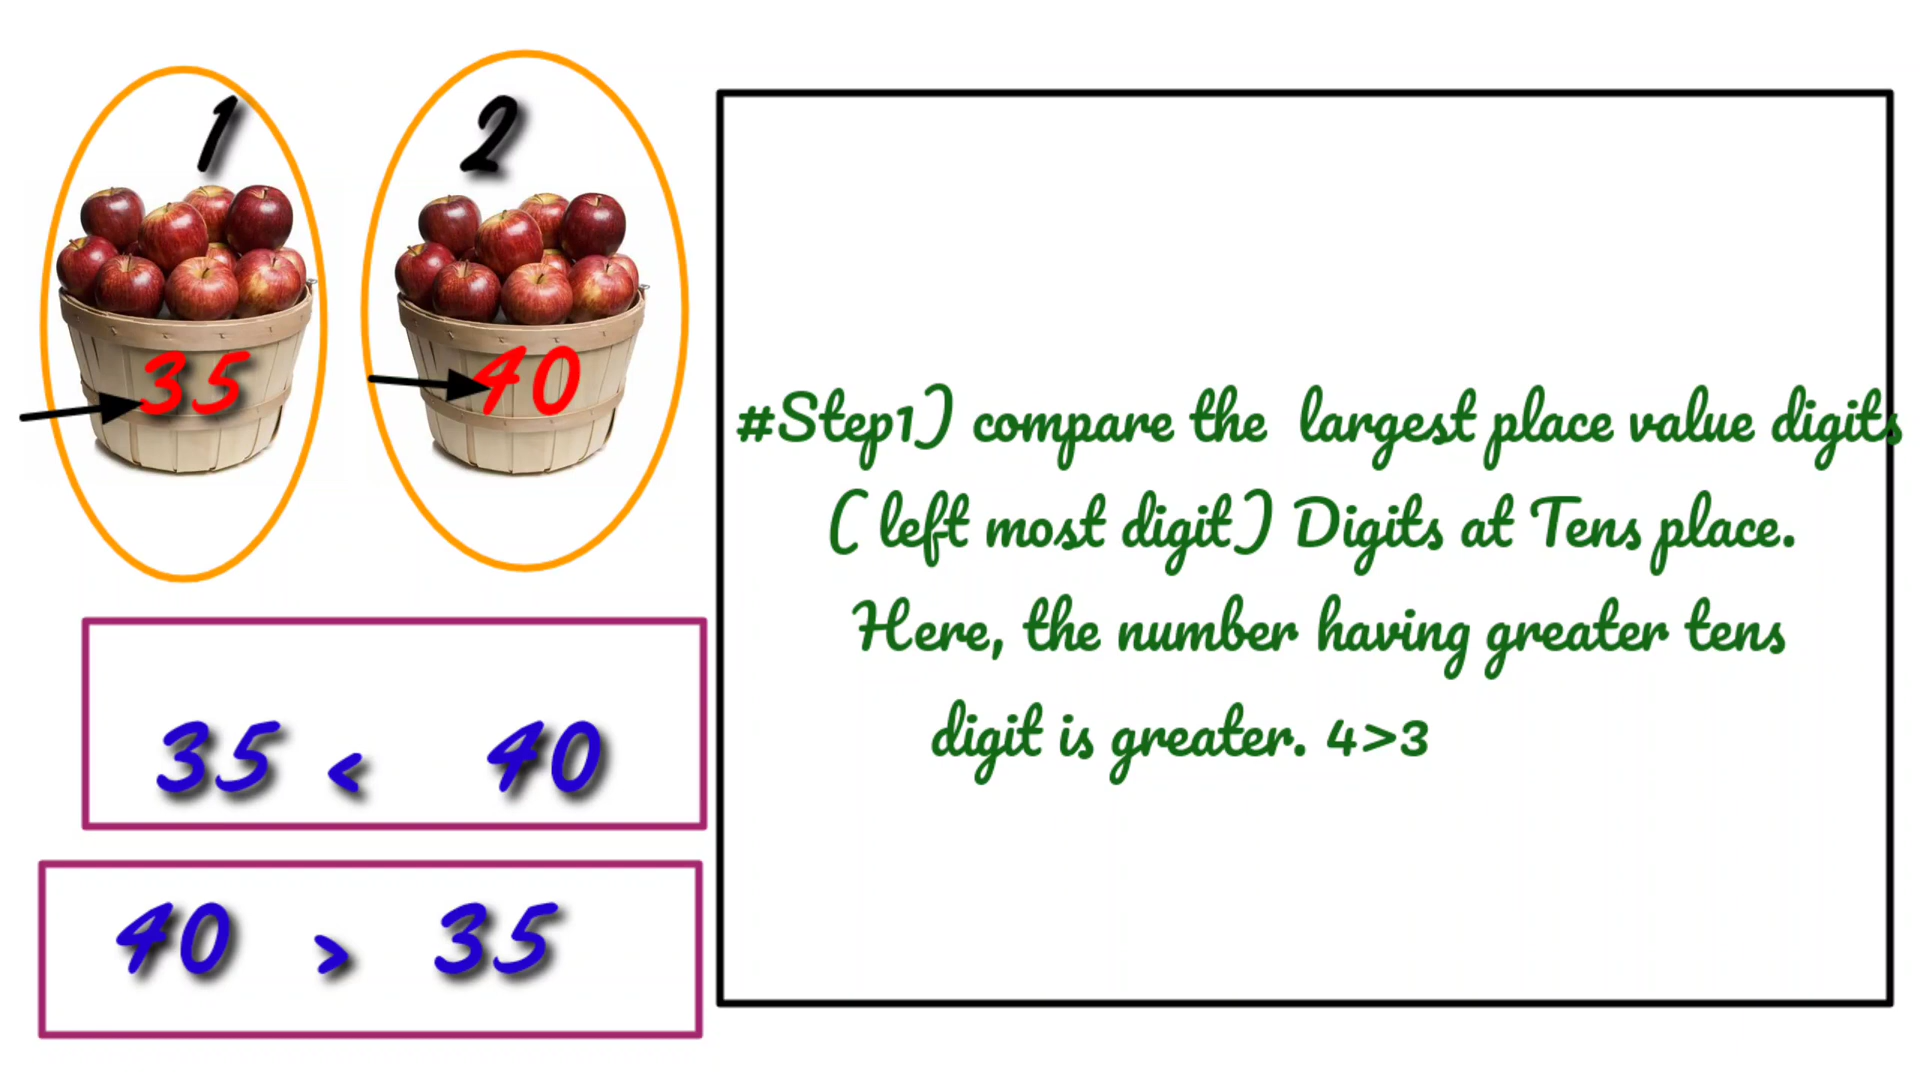 1
2
35
40
#Step1) compare the largest place value digits
( left most digit) Digits at Tens place.
Here, the number having greater tens
digit is greater. 4>3
35 < 40
40 > 35